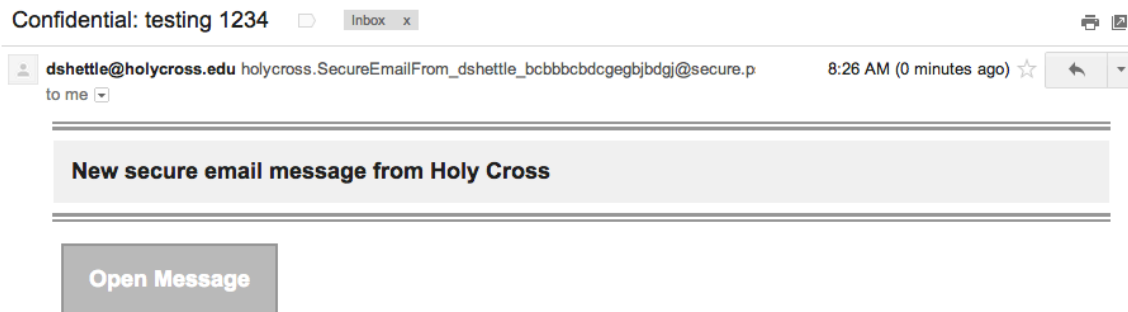 Confidential: testing 1234 Inbox x
dshettle@holycross.edu holycross.SecureEmailFrom_dshettle_bcbbbcbdcgegbjbdgj@secure.p 8:26 AM (0 minutes ago)
to me
New secure email message from Holy Cross
Open Message